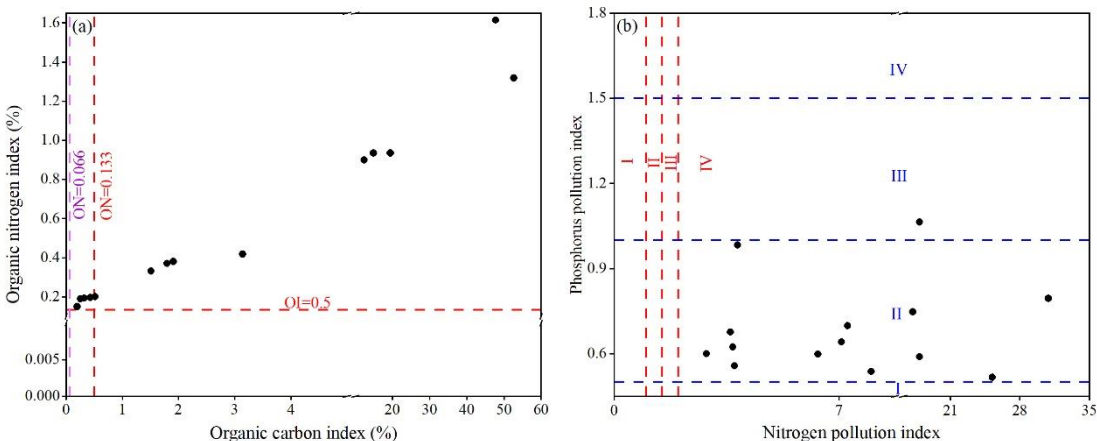 (a)
1.6
1.4
1.2
1.0
0.8
0.6
0.4
0.2
0.005
0.000
Organic nitrogen index (%)
ON=0.066
ON=0.133
OI=0.5
0 1 2 3 4 20 40 50 60
Organic carbon index (%)
(b)
1.8
1.5
1.2
0.9
0.6
Phosphorus pollution index
I
II
III
IV
IV
III
II
I
0 7 21 28 35
Nitrogen pollution index